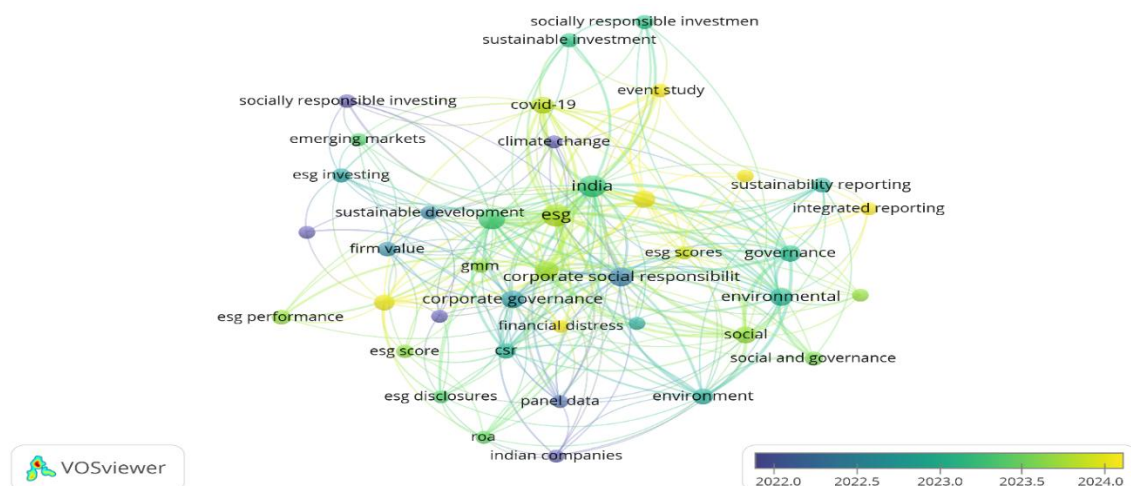 socially responsible investmen
sustainable investment
event study
socially responsible investing
covid-19
emerging markets
climate change
esg investing
india
sustainability reporting
sustainable development
esg
integrated reporting
firm value
esg scores
governance
gmm
corporate social responsibilit
corporate governance
environmental
esg performance
financial distress
social
esg score
csr
social and governance
esg disclosures
panel data
environment
roa
indian companies
VOSviewer
2022.0 2022.5 2023.0 2023.5 2024.0